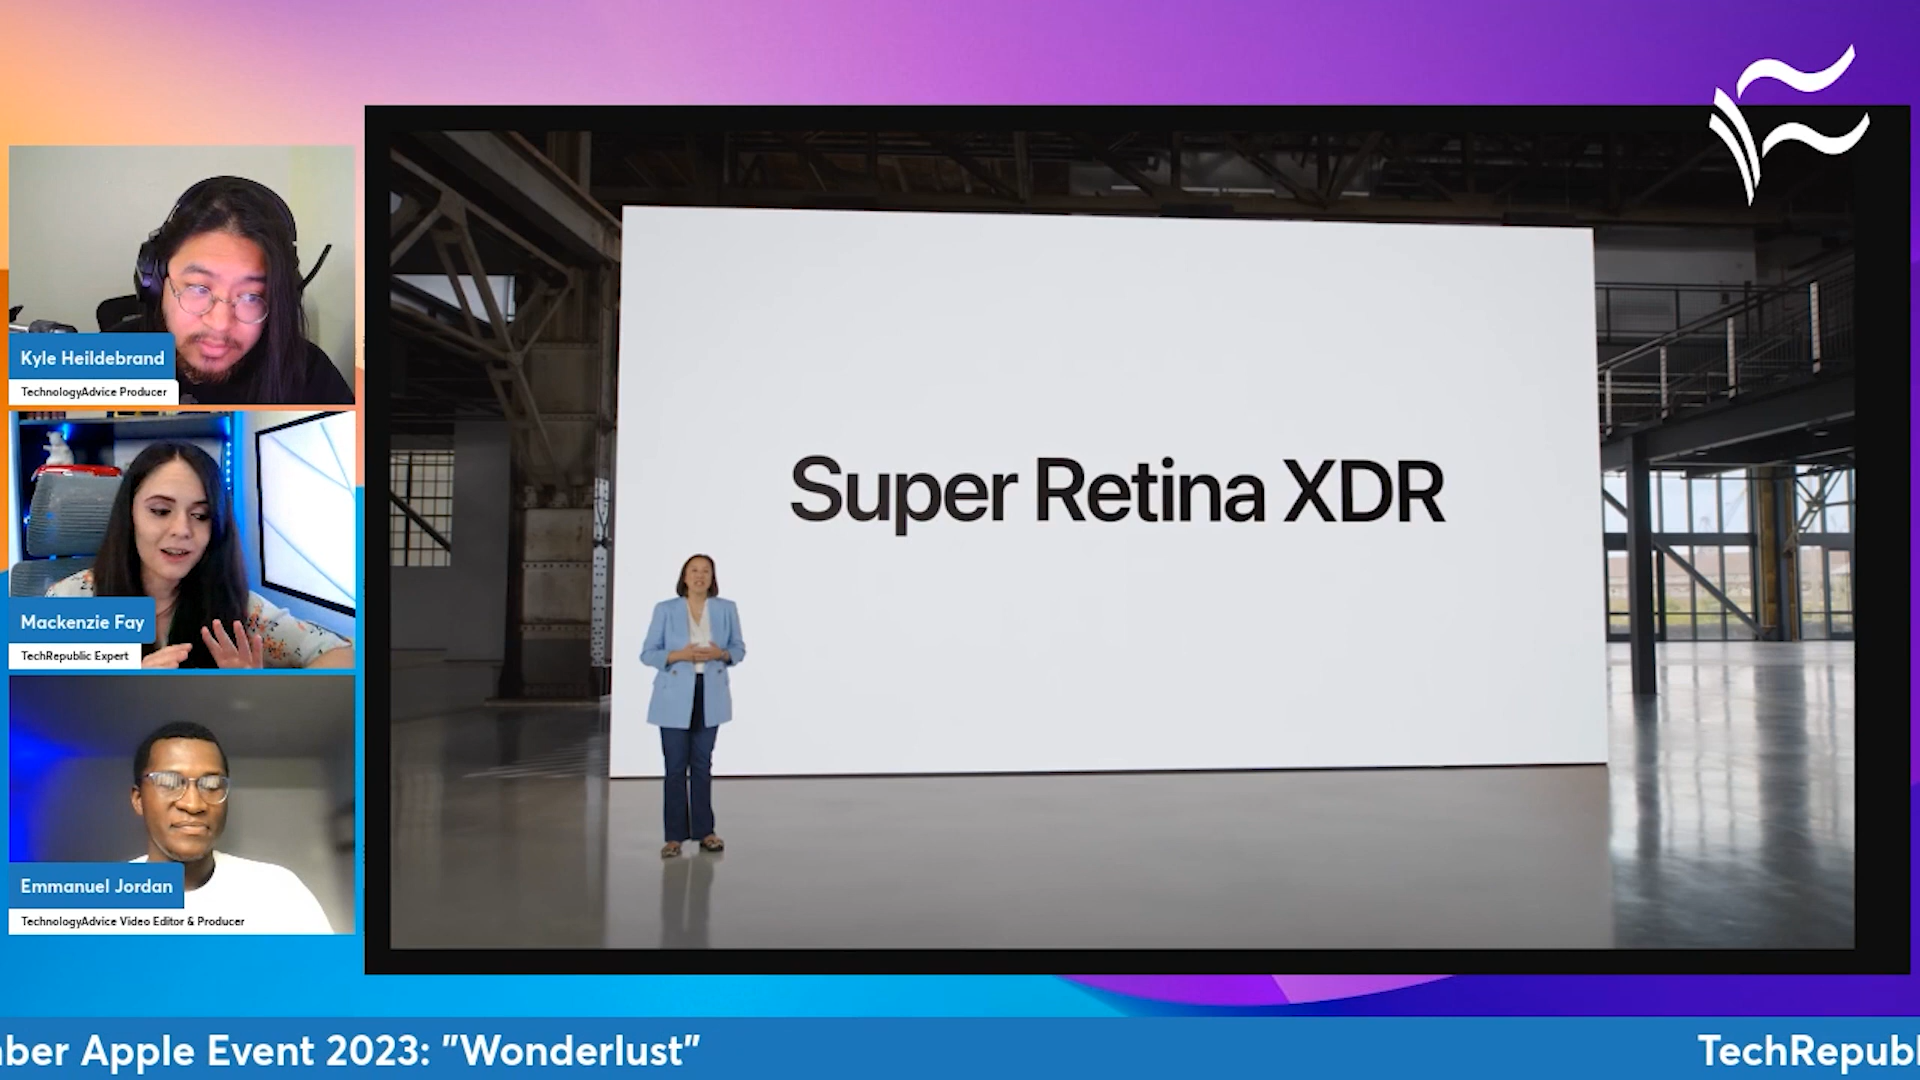 Kyle Heildebrand
TechnologyAdvice Producer
Mackenzie Fay
TechRepublic Expert
Emmanuel Jordan
TechnologyAdvice Video Editor & Producer
Super Retina XDR
ber Apple Event 2023: "Wonderlust"
TechRepubl